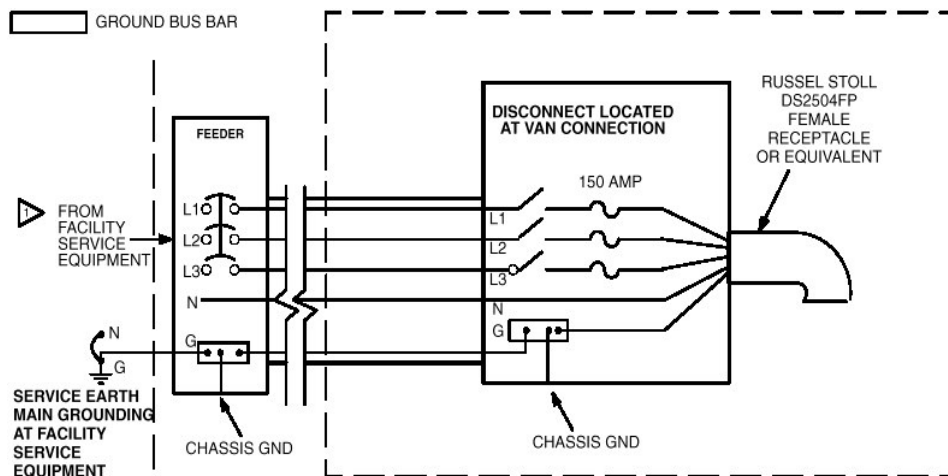 GROUND BUS BAR
RUSSEL STOLL
DS2504FP
FEMALE
RECEPTACLE
OR EQUIVALENT
DISCONNECT LOCATED
AT VAN CONNECTION
FEEDER
150 AMP
1
FROM
FACILITY
SERVICE
EQUIPMENT
L1
L2
L3
N
G
L1
L2
L3
N
G
N
G
SERVICE EARTH
MAIN GROUNDING
AT FACILITY
SERVICE
EQUIPMENT
CHASSIS GND
CHASSIS GND